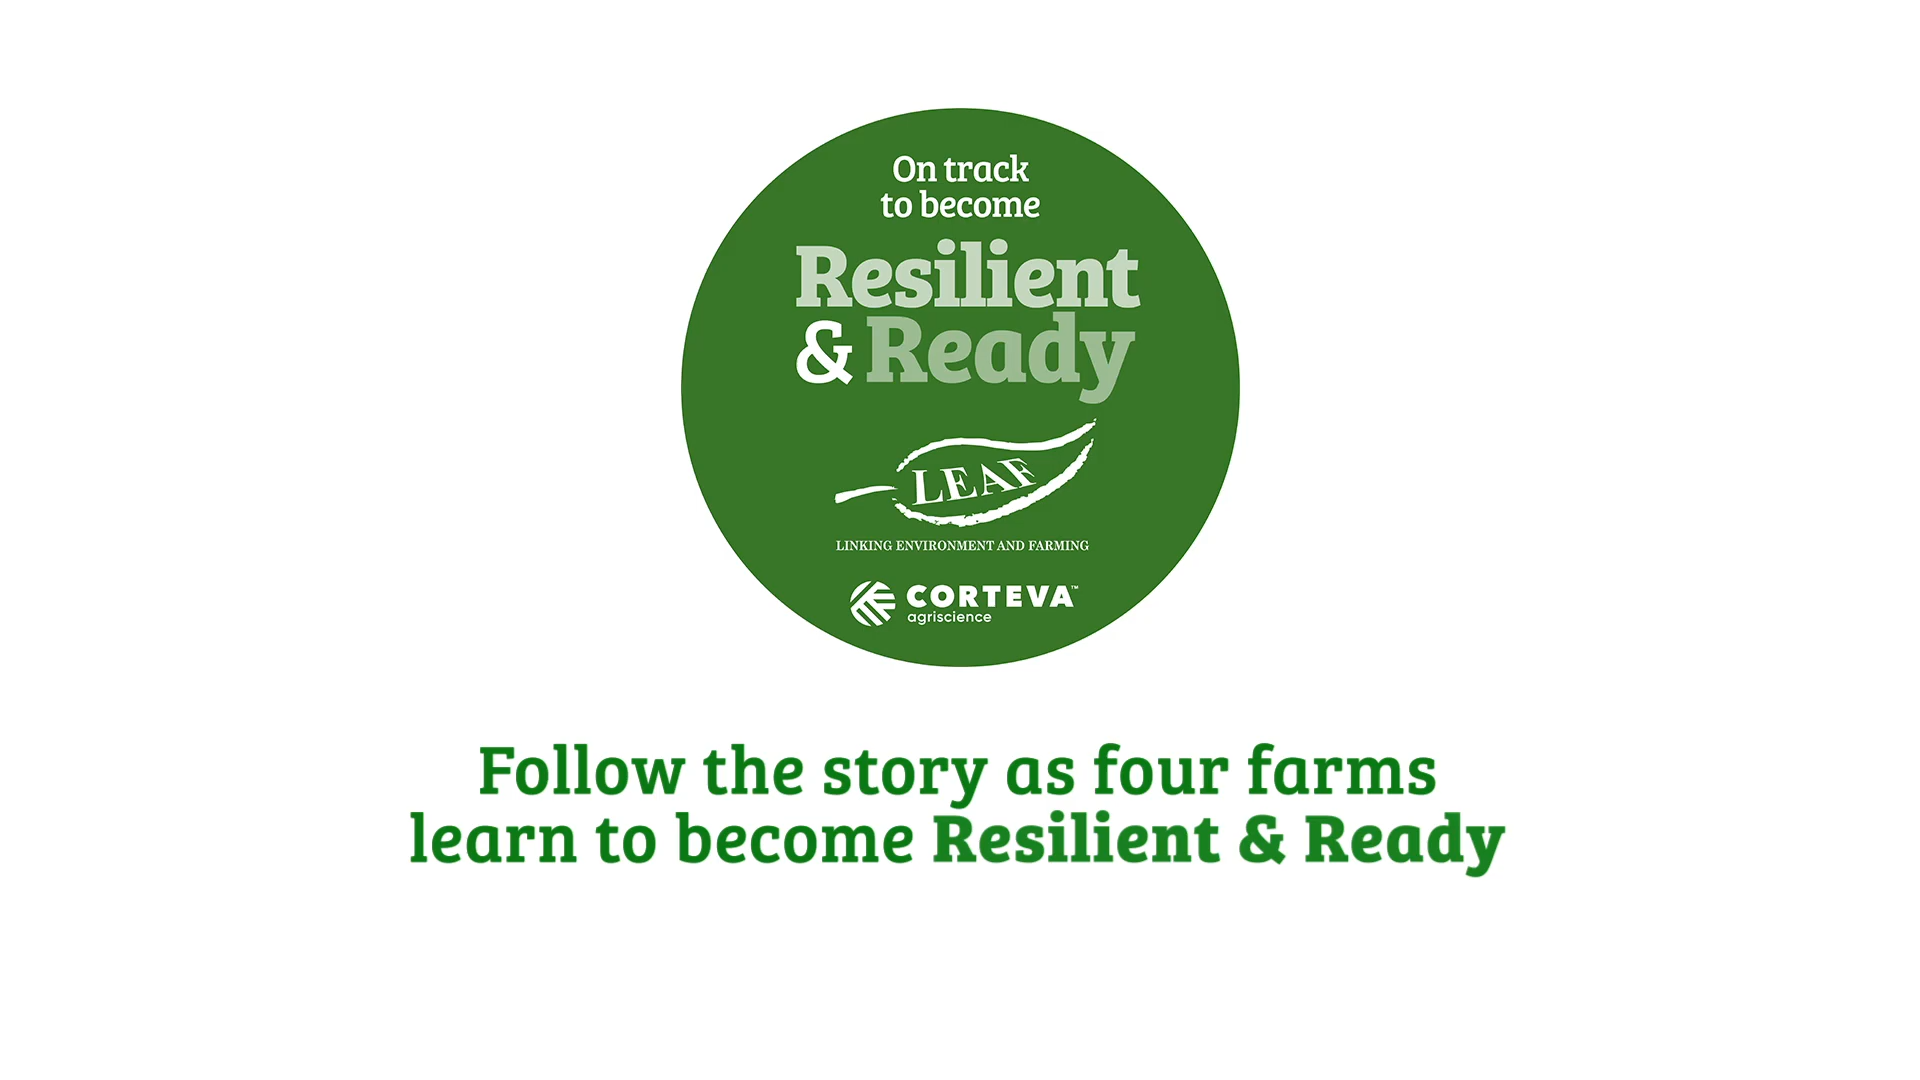 On track
to become
Resilient
& Ready
LEAF
LINKING ENVIRONMENT AND FARMING
CORTEVA™
agriscience
Follow the story as four farms
learn to become Resilient & Ready